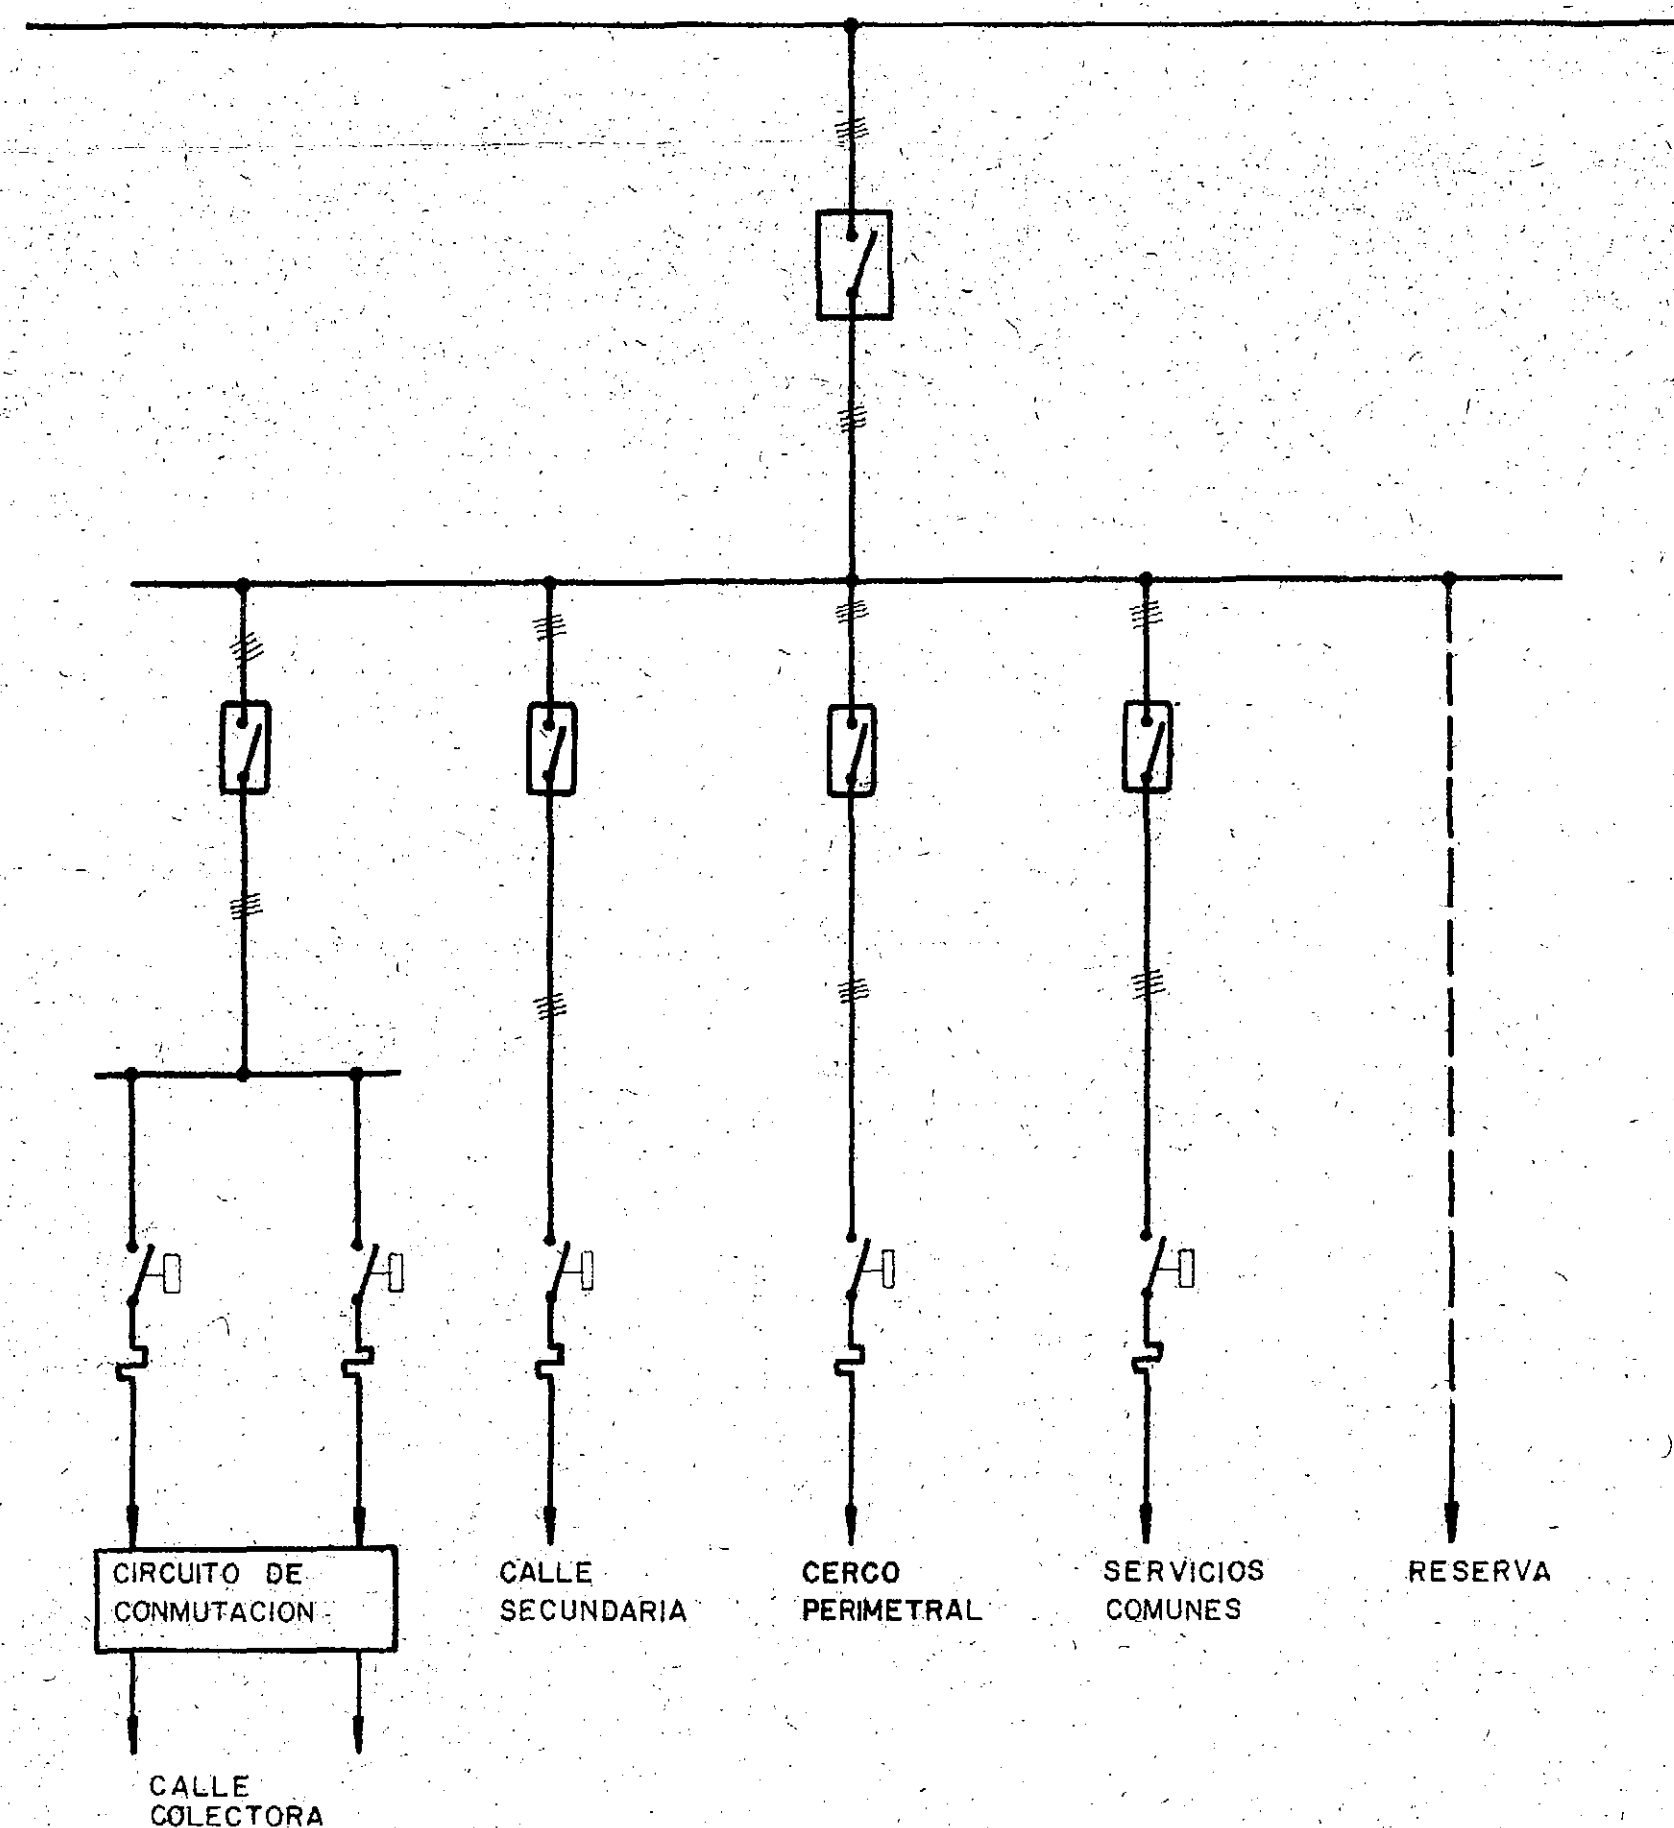 CIRCUITO DE
CONMUTACION
CALLE
SECUNDARIA
CERCO
PERIMETRAL
SERVICIOS
COMUNES
RESERVA
CALLE
COLECTORA